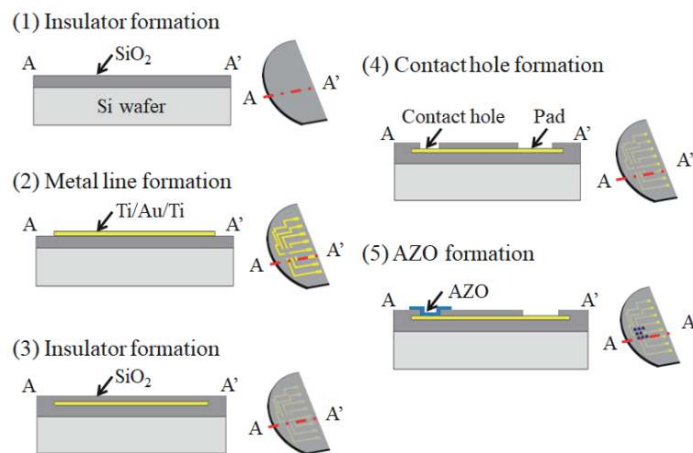 (1) Insulator formation
A SiO₂ A'
Si wafer
A A'
(2) Metal line formation
A Ti/Au/Ti A'
A A'
(3) Insulator formation
A SiO₂ A'
A A'
(4) Contact hole formation
Contact hole Pad
A A'
A A'
(5) AZO formation
A AZO A'
A A